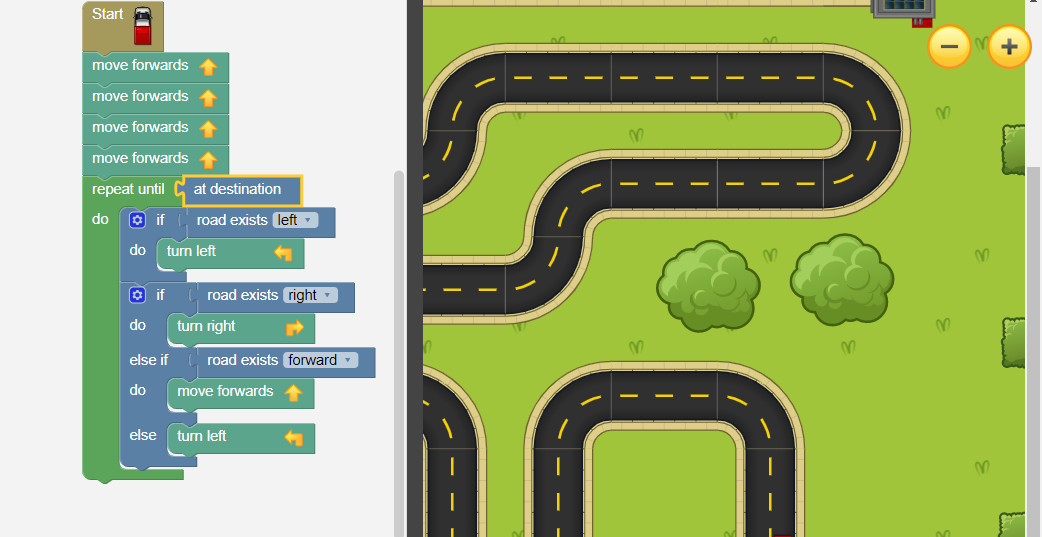 Start
move forwards
move forwards
move forwards
move forwards
repeat until at destination
do if road exists left
do turn left
if road exists right
do turn right
else if road exists forward
do move forwards
else turn left